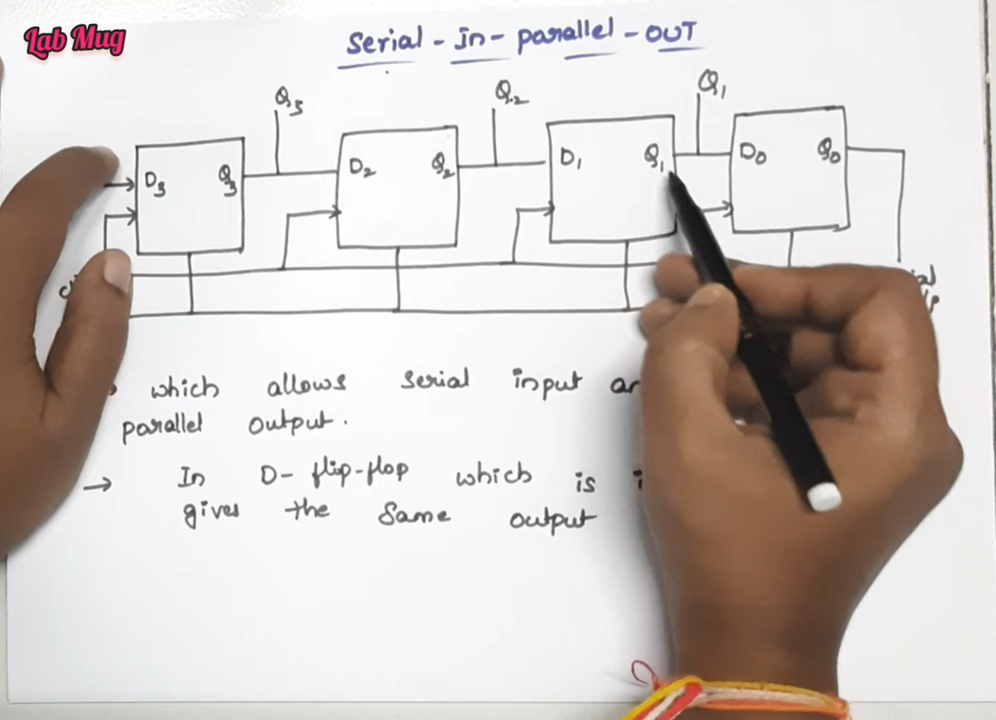 Lab Mug
Serial - In - parallel - OUT
Q3 Q2 Q1
D3 Q3 D2 Q2 D1 Q1 D0 Q0
which allows serial input
parallel output.
→ In D- flip-flop which is
gives the same output